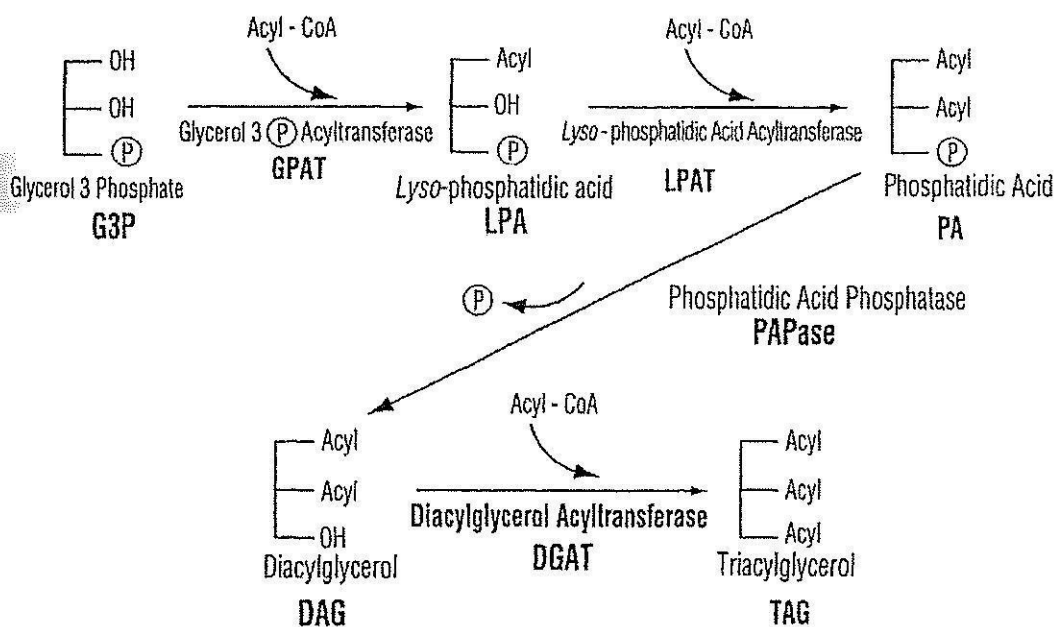 Acyl - CoA
Acyl - CoA
OH
OH
P
Acyl
OH
P
Acyl
Acyl
P
Glycerol 3 P Acyltransferase
GPAT
Lyso - phosphatidic Acid Acyltransferase
LPAT
Glycerol 3 Phosphate
G3P
Lyso-phosphatidic acid
LPA
Phosphatidic Acid
PA
P
Phosphatidic Acid Phosphatase
PAPase
Acyl - CoA
Acyl
Acyl
OH
Diacylglycerol Acyltransferase
DGAT
Acyl
Acyl
Acyl
Diacylglycerol
DAG
Triacylglycerol
TAG